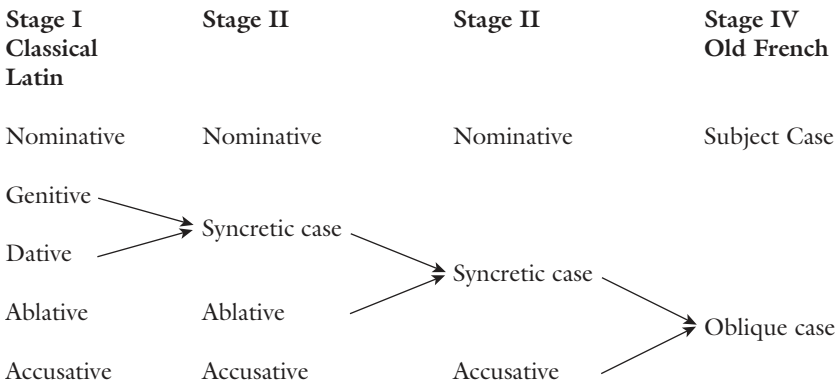 Stage I Stage II Stage II Stage IV
Classical Old French
Latin
Nominative Nominative Nominative Subject Case
Genitive
Syncretic case
Dative
Syncretic case
Ablative Ablative
Oblique case
Accusative Accusative Accusative